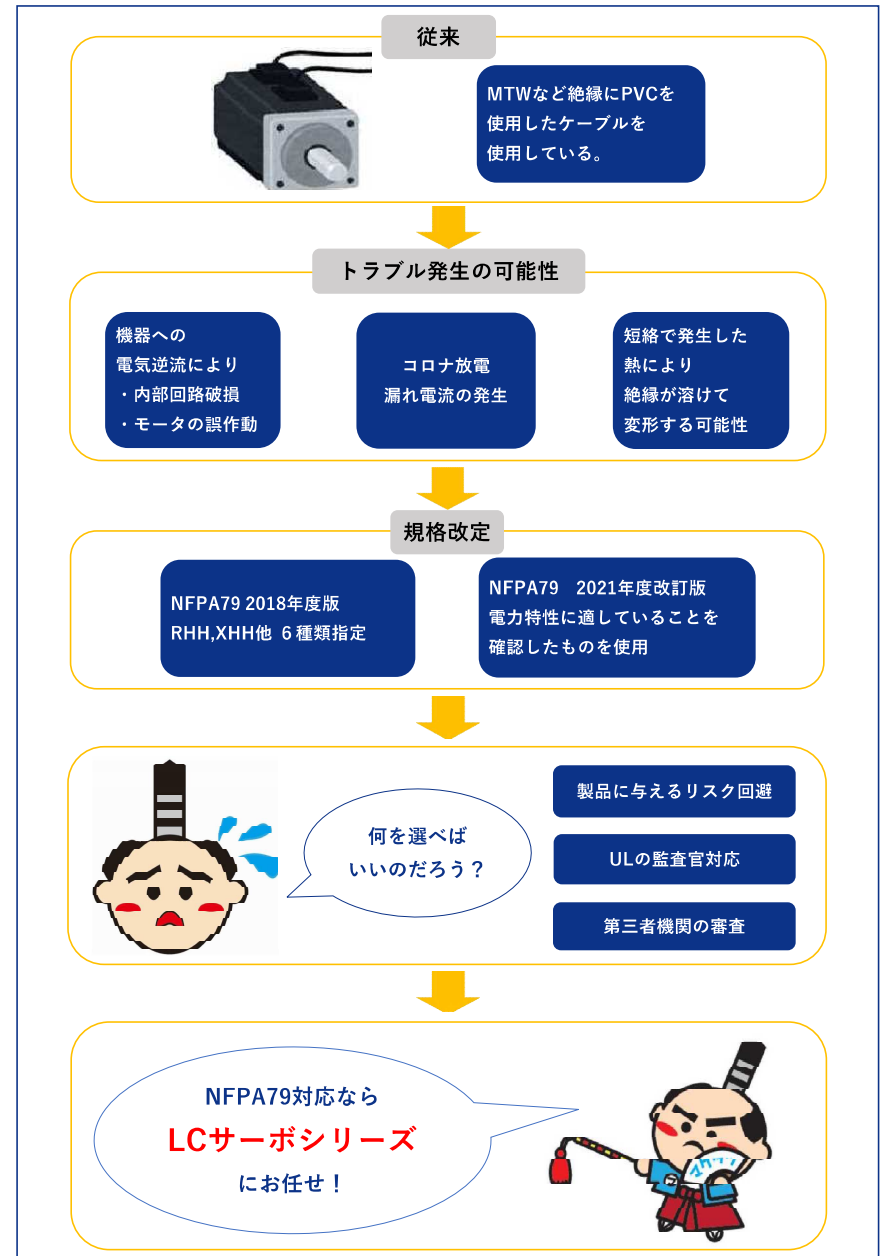 従来
MTWなど絶縁にPVCを
使用したケーブルを
使用している。
トラブル発生の可能性
機器への
電気逆流により
・内部回路破損
・モータの誤作動
コロナ放電
漏れ電流の発生
短絡で発生した
熱により
絶縁が溶けて
変形する可能性
規格改定
NFPA79 2018年度版
RHH,XHH他 6種類指定
NFPA79　2021年度改訂版
電力特性に適していることを
確認したものを使用
何を選べば
いいのだろう？
製品に与えるリスク回避
ULの監査官対応
第三者機関の審査
NFPA79対応なら
LCサーボシリーズ
にお任せ！